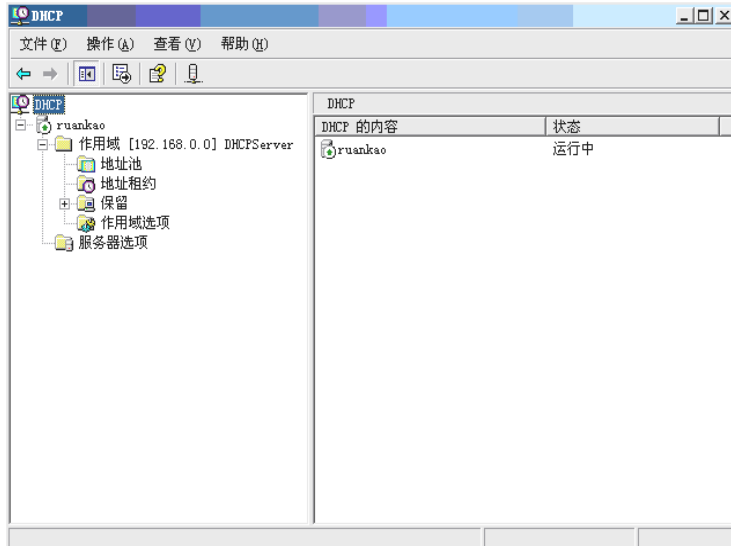 DHCP
文件(F) 操作(A) 查看(V) 帮助(H)
DHCP
ruankao
作用域 [192.168.0.0] DHCPServer
地址池
地址租约
保留
作用域选项
服务器选项
DHCP
DHCP 的内容 状态
ruankao 运行中